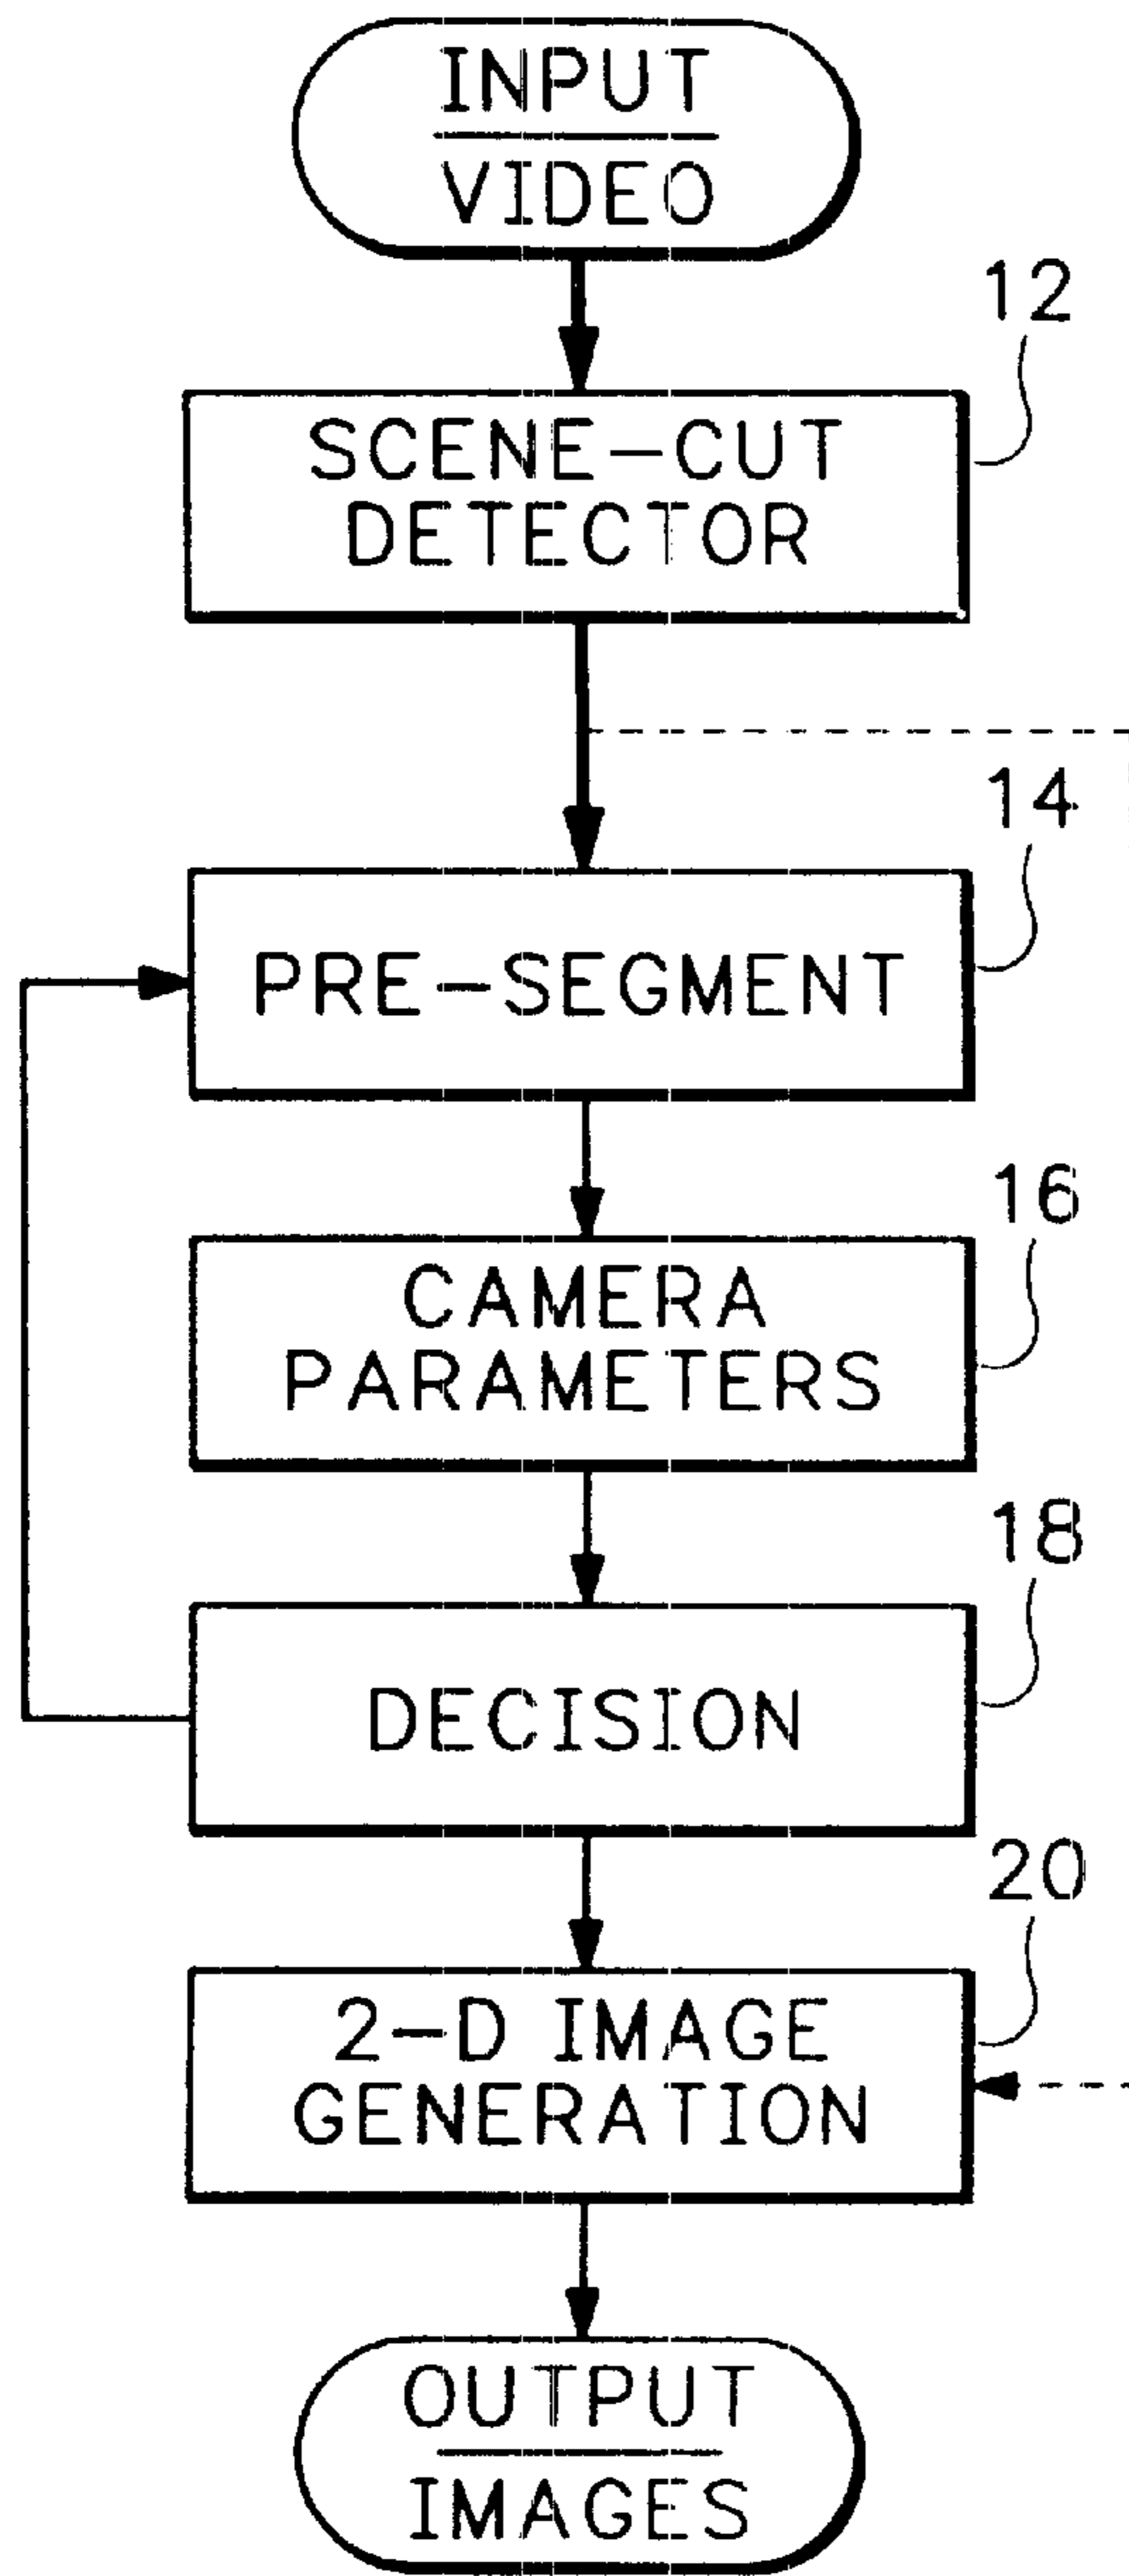 INPUT
VIDEO
12
SCENE-CUT
DETECTOR
14
PRE-SEGMENT
16
CAMERA
PARAMETERS
18
DECISION
20
2-D IMAGE
GENERATION
OUTPUT
IMAGES